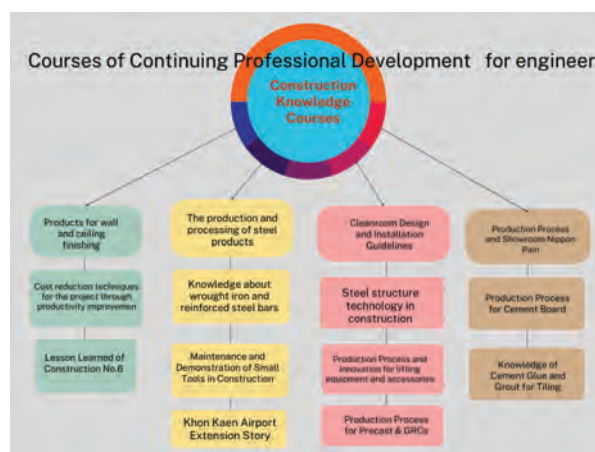 Courses of Continuing Professional Development for engineer
Construction
Knowledge
Courses
Products for wall
and ceiling
finishing
Cost reduction techniques
for the project through
productivity improvemen
Lesson Learned of
Construction No.6
The production and
processing of steel
products
Knowledge about
wrought iron and
reinforced steel bars
Maintenance and
Demonstration of Small
Tools in Construction
Khon Kaen Airport
Extension Story
Cleanroom Design
and Installation
Guidelines
Steel structure
technology in
construction
Production Process and
innovation for lifting
equipment and accessories
Production Process
for Precast & GRCs
Production Process
and Showroom Nippon
Pain
Production Process
for Cement Board
Knowledge of
Cement Glue and
Grout for Tiling